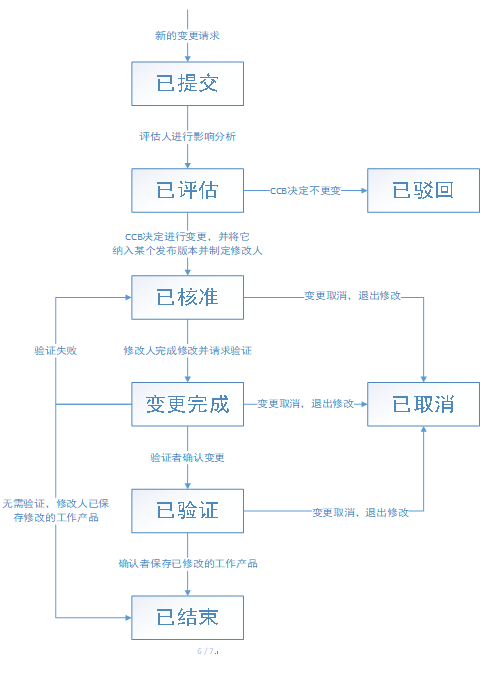 新的变更请求
已提交
评估人进行影响分析
已评估
CCB决定不更变
已驳回
CCB决定进行变更，并将它
纳入某个发布版本并制定修改人
已核准
变更取消、退出修改
验证失败
修改人完成修改并请求验证
变更完成
变更取消，退出修改
已取消
验证者确认变更
无需验证，修改人已保
存修改的工作产品
已验证
变更取消、退出修改
确认者保存已修改的工作产品
已结束
6 / 7